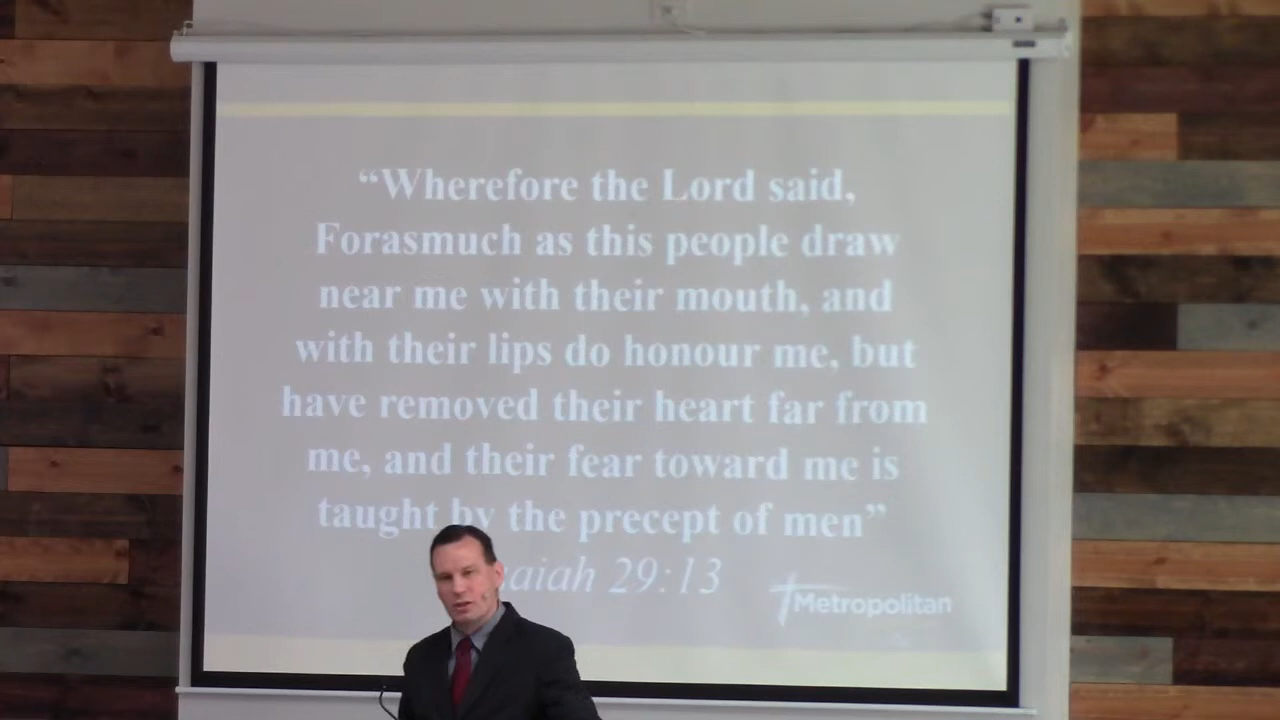 “Wherefore the Lord said,
Forasmuch as this people draw
near me with their mouth, and
with their lips do honour me, but
have removed their heart far from
me, and their fear toward me is
taught by the precept of men”
aiah 29:13
Metropolitan